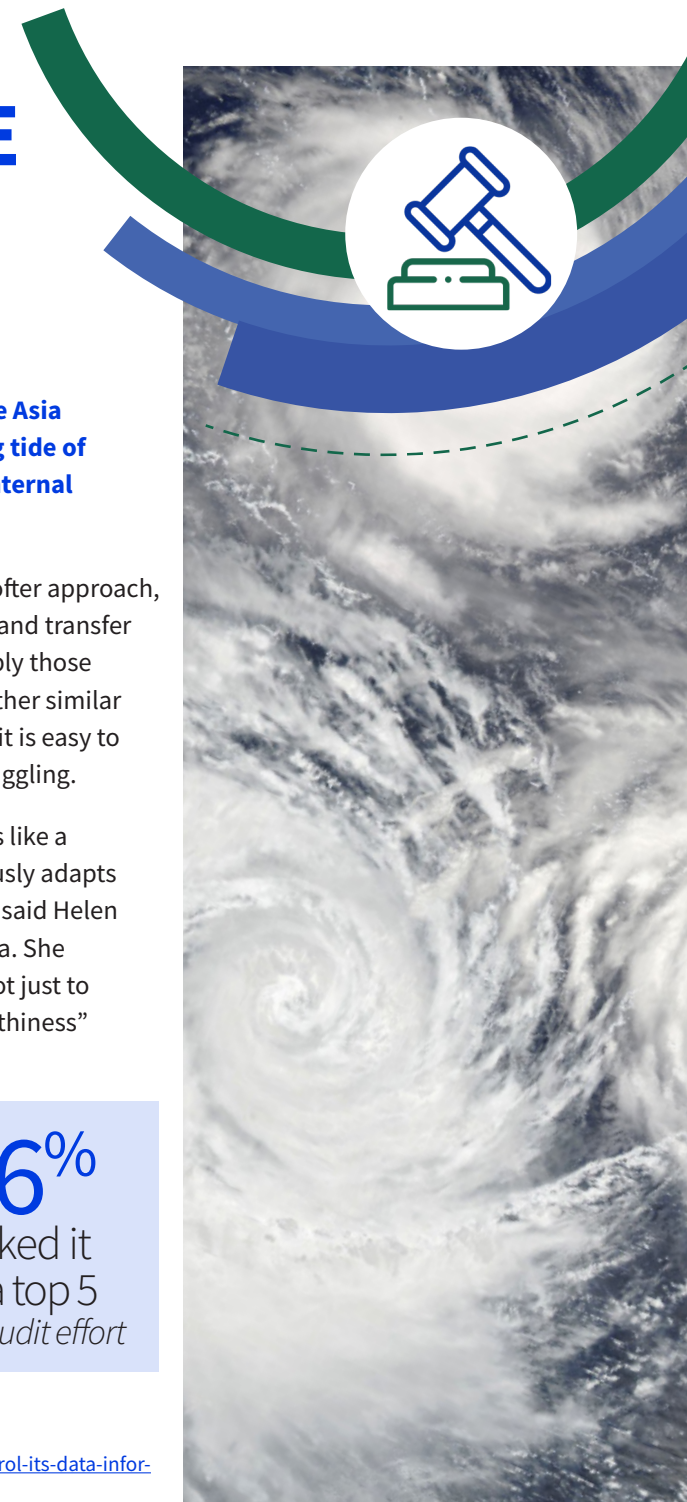 E
e Asia
g tide of
ternal
ofter approach,
and transfer
ply those
ther similar
it is easy to
ggling.
s like a
usly adapts
said Helen
a. She
ot just to
thiness”
6%
ked it
a top 5
udit effort
rol-its-data-infor-